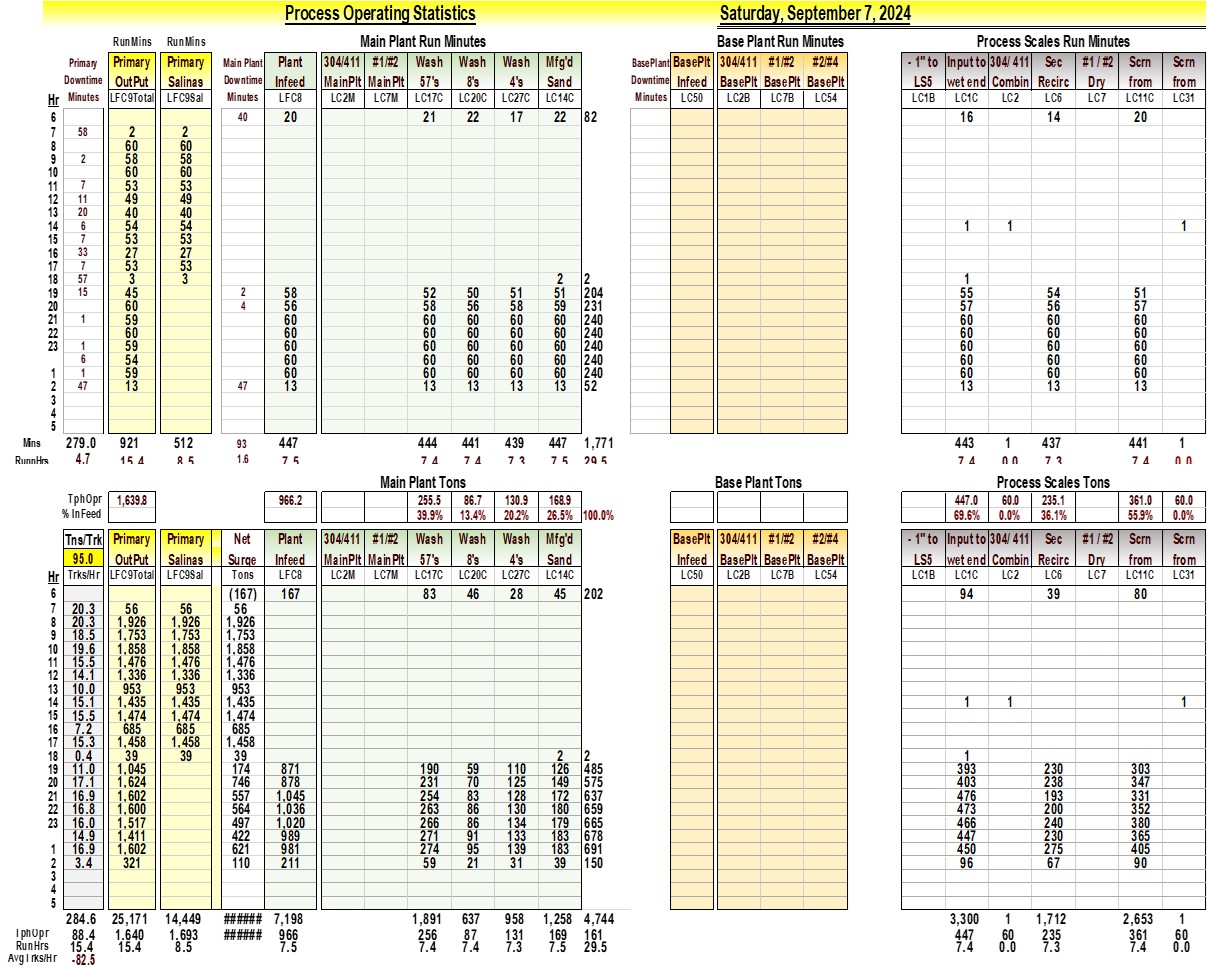 Process Operating Statistics Saturday, September 7, 2024
RunMins RunMins Main Plant Run Minutes Base Plant Run Minutes Process Scales Run Minutes
Primary Primary Primary Main Plant Plant 304/411 #1/#2 Wash Wash Wash Mfg'd BasePlant BasePlt 304/411 #1/#2 #2/#4 - 1" to Input to 304/ 411 Sec #1 / #2 Scrn Scrn
Downtime OutPut Salinas Downtime Infeed MainPlt MainPlt 57's 8's 4's Sand Downtime Infeed BasePlt BasePlt BasePlt LS5 wet end Combin Recirc Dry from from
Hr Minutes LFC9Total LFC9Sal Minutes LFC8 LC2M LC7M LC17C LC20C LC27C LC14C Minutes LC50 LC2B LC7B LC54 LC1B LC1C LC2 LC6 LC7 LC11C LC31
6 40 20 21 22 17 22 82 16 14 20
7 58 2 2
8 60 60
9 2 58 58
10 60 60
11 7 53 53
12 11 49 49
13 20 40 40
14 6 54 54 1 1 1
15 7 53 53
16 33 27 27
17 7 53 53
18 57 3 3 2 2 1
19 15 45 2 58 52 50 51 51 204 55 54 51
20 60 4 56 58 56 58 59 231 57 56 57
21 1 59 60 60 60 60 60 240 60 60 60
22 60 60 60 60 60 60 240 60 60 60
23 1 59 60 60 60 60 60 240 60 60 60
6 54 60 60 60 60 60 240 60 60 60
1 1 59 60 60 60 60 60 240 60 60 60
2 47 13 47 13 13 13 13 13 52 13 13 13
3
4
5
Mins 279.0 921 512 93 447 444 441 439 447 1,771 443 1 437 441 1
RunnHrs 4.7 15.4 8.5 1.6 7.5 7.4 7.4 7.3 7.5 29.5 7.4 0.0 7.3 7.4 0.0
Main Plant Tons Base Plant Tons Process Scales Tons
TphOpr 1,639.8 966.2 255.5 86.7 130.9 168.9 447.0 60.0 235.1 361.0 60.0
% InFeed 39.9% 13.4% 20.2% 26.5% 100.0% 69.6% 0.0% 36.1% 55.9% 0.0%
Tns/Trk Primary Primary Net Plant 304/411 #1/#2 Wash Wash Wash Mfg'd BasePlt 304/411 #1/#2 #2/#4 - 1" to Input to 304/ 411 Sec #1 / #2 Scrn Scrn
95.0 OutPut Salinas Surge Infeed MainPlt MainPlt 57's 8's 4's Sand Infeed BasePlt BasePlt BasePlt LS5 wet end Combin Recirc Dry from from
Hr Trks/Hr LFC9Total LFC9Sal Tons LFC8 LC2M LC7M LC17C LC20C LC27C LC14C LC50 LC2B LC7B LC54 LC1B LC1C LC2 LC6 LC7 LC11C LC31
6 (167) 167 83 46 28 45 202 94 39 80
7 20.3 56 56 56
8 20.3 1,926 1,926 1,926
9 18.5 1,753 1,753 1,753
10 19.6 1,858 1,858 1,858
11 15.5 1,476 1,476 1,476
12 14.1 1,336 1,336 1,336
13 10.0 953 953 953
14 15.1 1,435 1,435 1,435 1 1 1
15 15.5 1,474 1,474 1,474
16 7.2 685 685 685
17 15.3 1,458 1,458 1,458
18 0.4 39 39 39 2 2 1
19 11.0 1,045 174 871 190 59 110 126 485 393 230 303
20 17.1 1,624 746 878 231 70 125 149 575 403 238 347
21 16.9 1,602 557 1,045 254 83 128 172 637 476 193 331
22 16.8 1,600 564 1,036 263 86 130 180 659 473 200 352
23 16.0 1,517 497 1,020 266 86 134 179 665 466 240 380
14.9 1,411 422 989 271 91 133 183 678 447 230 365
1 16.9 1,602 621 981 274 95 139 183 691 450 275 405
2 3.4 321 110 211 59 21 31 39 150 96 67 90
3
4
5
284.6 25,171 14,449 ###### 7,198 1,891 637 958 1,258 4,744 3,300 1 1,712 2,653 1
TphOpr 88.4 1,640 1,693 ###### 966 256 87 131 169 161 447 60 235 361 60
RunHrs 15.4 15.4 8.5 7.5 7.4 7.4 7.3 7.5 29.5 7.4 0.0 7.3 7.4 0.0
AvgTrks/Hr -82.5